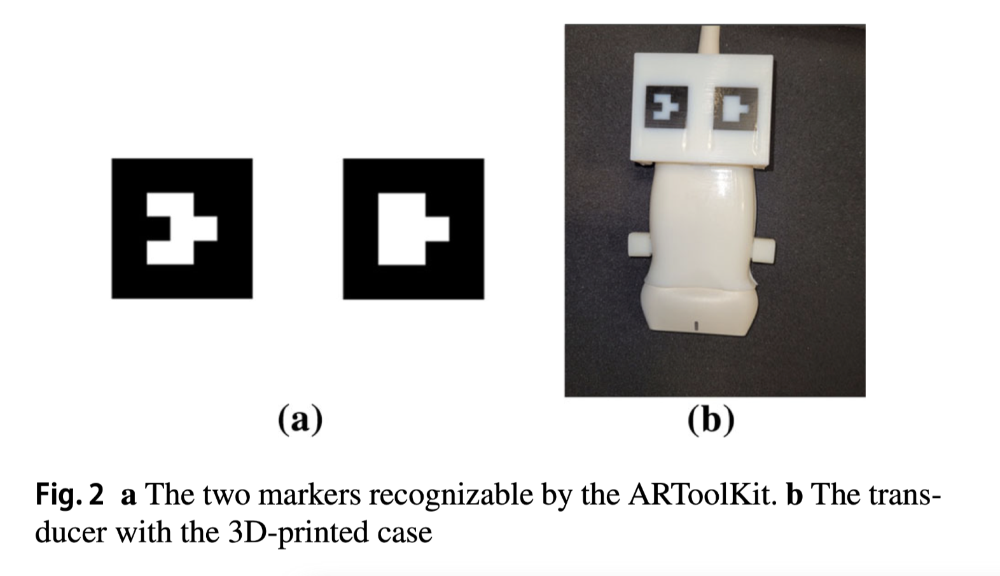 (a)
(b)
Fig. 2 a The two markers recognizable by the ARToolKit. b The trans-
ducer with the 3D-printed case